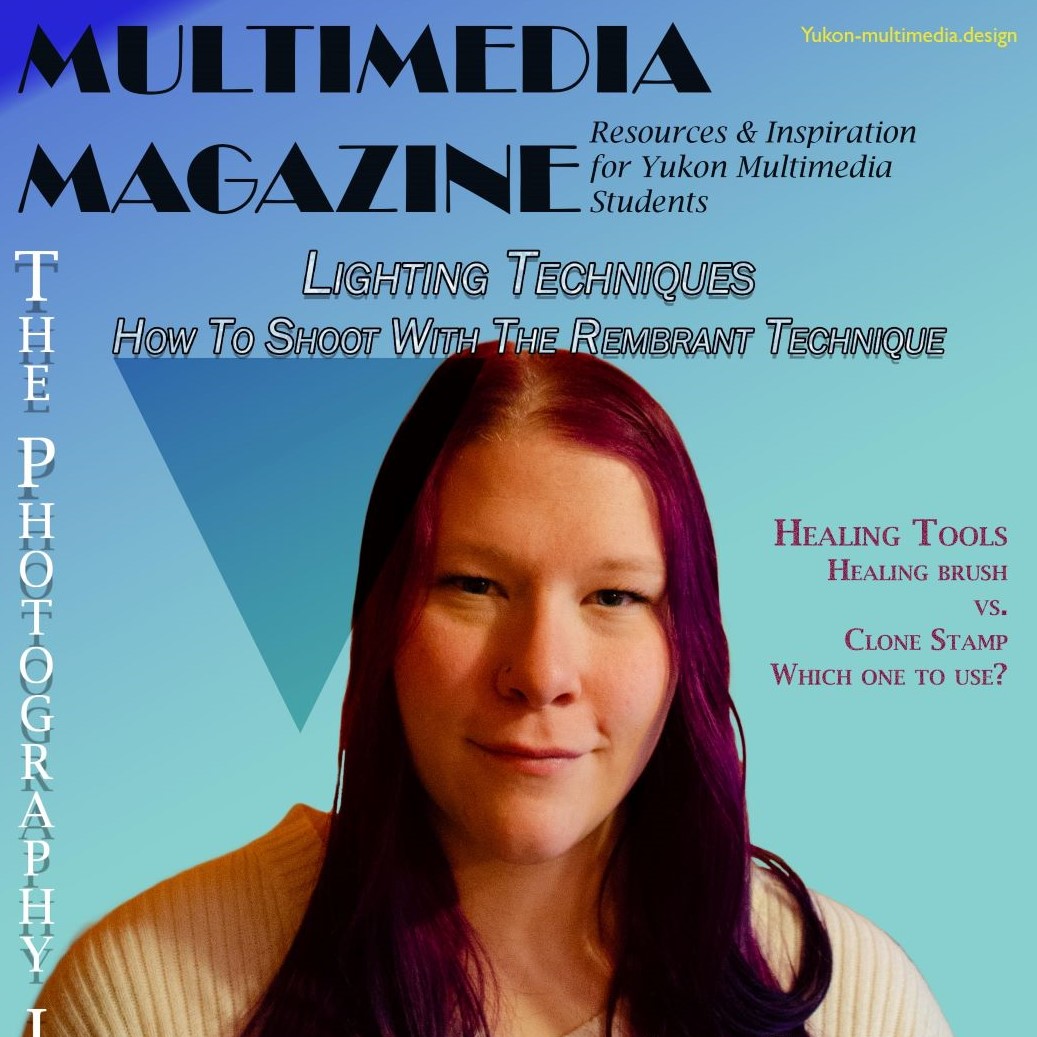 MULTIMEDIA
MAGAZINE
Yukon-multimedia.design
Resources & Inspiration
for Yukon Multimedia
Students
LIGHTING TECHNIQUES
HOW TO SHOOT WITH THE REMBRANT TECHNIQUE
THE PHOTOGRAPHY
HEALING TOOLS
HEALING BRUSH
VS.
CLONE STAMP
WHICH ONE TO USE?